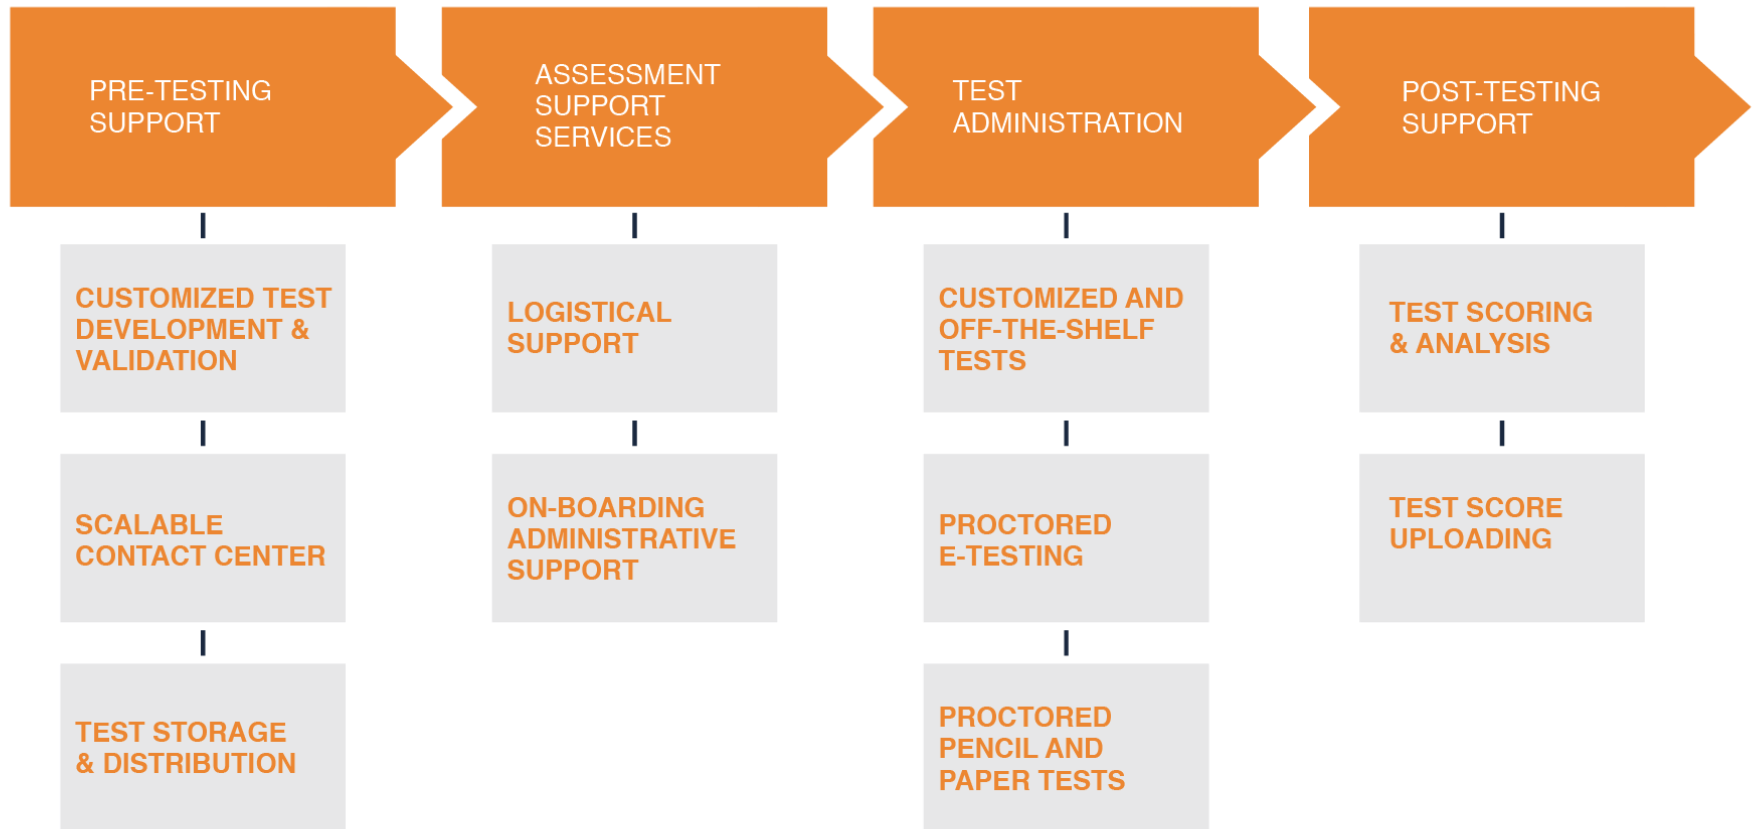 PRE-TESTING
SUPPORT
ASSESSMENT
SUPPORT
SERVICES
TEST
ADMINISTRATION
POST-TESTING
SUPPORT
CUSTOMIZED TEST
DEVELOPMENT &
VALIDATION
SCALABLE
CONTACT CENTER
TEST STORAGE
& DISTRIBUTION
LOGISTICAL
SUPPORT
ON-BOARDING
ADMINISTRATIVE
SUPPORT
CUSTOMIZED AND
OFF-THE-SHELF
TESTS
PROCTORED
E-TESTING
PROCTORED
PENCIL AND
PAPER TESTS
TEST SCORING
& ANALYSIS
TEST SCORE
UPLOADING